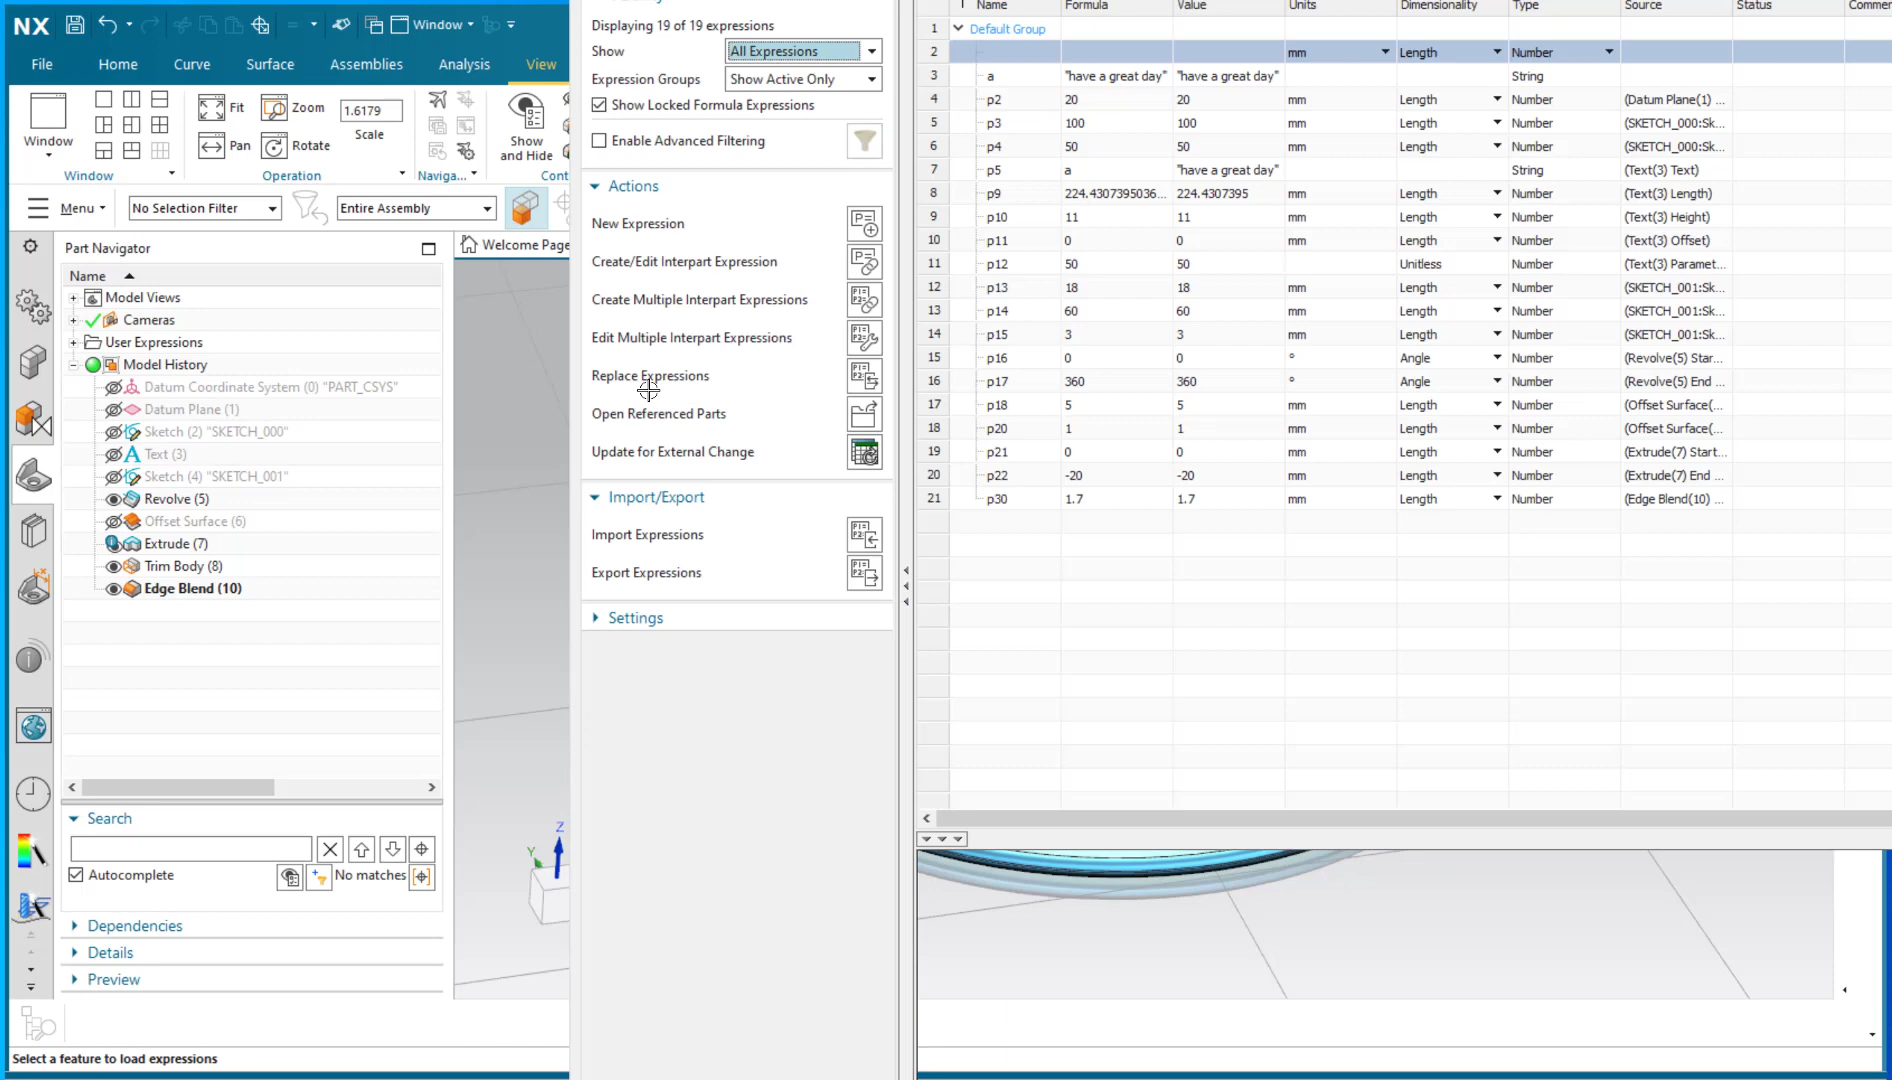 NX
Window
File Home Curve Surface Assemblies Analysis View
Window
Fit
Zoom
1.6179
Scale
Pan
Rotate
Show
and Hide
Window Operation Naviga... Cont
Menu
No Selection Filter
Entire Assembly
Part Navigator
Welcome Page
Name
Model Views
Cameras
User Expressions
Model History
Datum Coordinate System (0) "PART_CSYS"
Datum Plane (1)
Sketch (2) "SKETCH_000"
Text (3)
Sketch (4) "SKETCH_001"
Revolve (5)
Offset Surface (6)
Extrude (7)
Trim Body (8)
Edge Blend (10)
Search
Autocomplete
No matches
Dependencies
Details
Preview
Select a feature to load expressions
Z
Y
Displaying 19 of 19 expressions
Show All Expressions
Expression Groups Show Active Only
Show Locked Formula Expressions
Enable Advanced Filtering
Actions
New Expression
Create/Edit Interpart Expression
Create Multiple Interpart Expressions
Edit Multiple Interpart Expressions
Replace Expressions
Open Referenced Parts
Update for External Change
Import/Export
Import Expressions
Export Expressions
Settings
Name Formula Value Units Dimensionality Type Source Status Commer
1 Default Group
2 mm Length Number
3 a "have a great day" "have a great day" String
4 p2 20 20 mm Length Number (Datum Plane(1) ...
5 p3 100 100 mm Length Number (SKETCH_000:Sk...
6 p4 50 50 mm Length Number (SKETCH_000:Sk...
7 p5 a "have a great day" String (Text(3) Text)
8 p9 224.4307395036... 224.4307395 mm Length Number (Text(3) Length)
9 p10 11 11 mm Length Number (Text(3) Height)
10 p11 0 0 mm Length Number (Text(3) Offset)
11 p12 50 50 Unitless Number (Text(3) Paramet...
12 p13 18 18 mm Length Number (SKETCH_001:Sk...
13 p14 60 60 mm Length Number (SKETCH_001:Sk...
14 p15 3 3 mm Length Number (SKETCH_001:Sk...
15 p16 0 0 ° Angle Number (Revolve(5) Star...
16 p17 360 360 ° Angle Number (Revolve(5) End ...
17 p18 5 5 mm Length Number (Offset Surface(...
18 p20 1 1 mm Length Number (Offset Surface(...
19 p21 0 0 mm Length Number (Extrude(7) Start...
20 p22 -20 -20 mm Length Number (Extrude(7) End ...
21 p30 1.7 1.7 mm Length Number (Edge Blend(10) ...